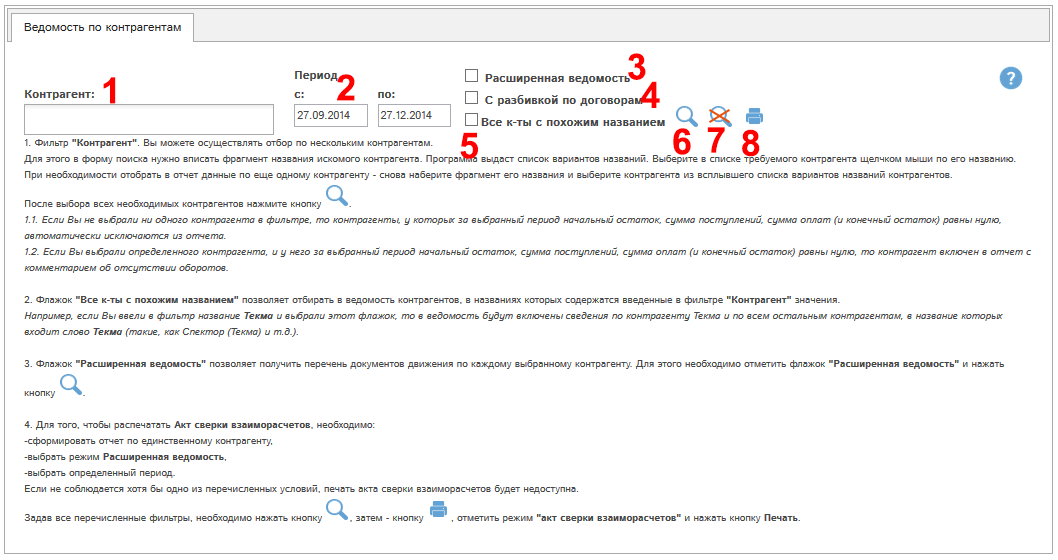 Ведомость по контрагентам
Контрагент:
1
Период
2
с:
по:
27.09.2014
27.12.2014
Расширенная ведомость
3
С разбивкой по договорам
4
Все к-ты с похожим названием
5
6
7
8
?
1. Фильтр "Контрагент". Вы можете осуществлять отбор по нескольким контрагентам.
Для этого в форму поиска нужно вписать фрагмент названия искомого контрагента. Программа выдаст список вариантов названий. Выберите в списке требуемого контрагента щелчком мыши по его названию.
При необходимости отобрать в отчет данные по еще одному контрагенту - снова наберите фрагмент его названия и выберите контрагента из всплывшего списка вариантов названий контрагентов.
После выбора всех необходимых контрагентов нажмите кнопку .
1.1. Если Вы не выбрали ни одного контрагента в фильтре, то контрагенты, у которых за выбранный период начальный остаток, сумма поступлений, сумма оплат (и конечный остаток) равны нулю,
автоматически исключаются из отчета.
1.2. Если Вы выбрали определенного контрагента, и у него за выбранный период начальный остаток, сумма поступлений, сумма оплат (и конечный остаток) равны нулю, то контрагент включен в отчет с
комментарием об отсутствии оборотов.
2. Флажок "Все к-ты с похожим названием" позволяет отбирать в ведомость контрагентов, в названиях которых содержатся введенные в фильтре "Контрагент" значения.
Например, если Вы ввели в фильтр название Текма и выбрали этот флажок, то в ведомость будут включены сведения по контрагенту Текма и по всем остальным контрагентам, в название которых
входит слово Текма (такие, как Спектор (Текма) и т.д.).
3. Флажок "Расширенная ведомость" позволяет получить перечень документов движения по каждому выбранному контрагенту. Для этого необходимо отметить флажок "Расширенная ведомость" и нажать
кнопку .
4. Для того, чтобы распечатать Акт сверки взаиморасчетов, необходимо:
-сформировать отчет по единственному контрагенту,
-выбрать режим Расширенная ведомость,
-выбрать определенный период.
Если не соблюдается хотя бы одно из перечисленных условий, печать акта сверки взаиморасчетов будет недоступна.
Задав все перечисленные фильтры, необходимо нажать кнопку , затем - кнопку , отметить режим "акт сверки взаиморасчетов" и нажать кнопку Печать.